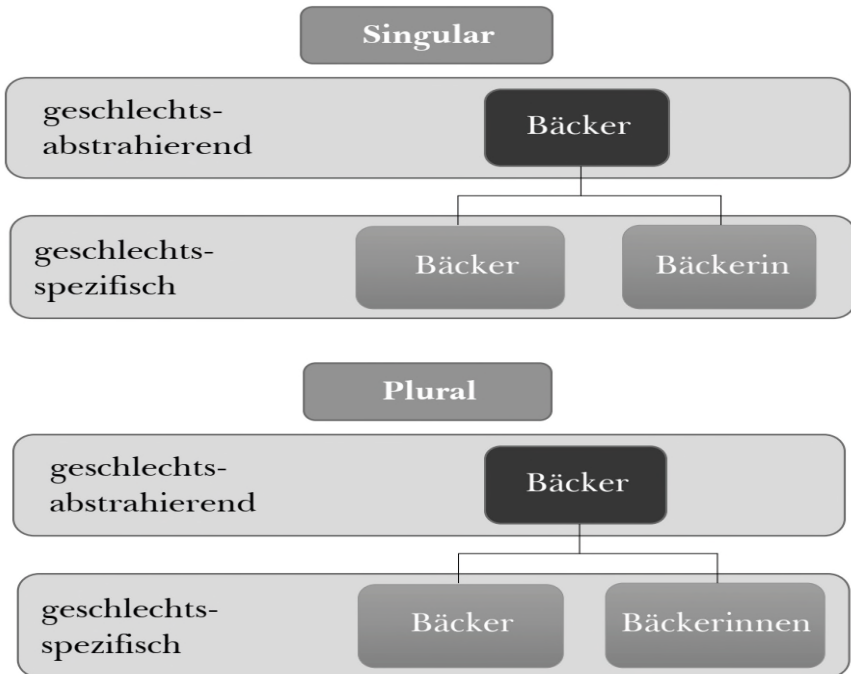 Singular
geschlechts-
abstrahierend
Bäcker
geschlechts-
spezifisch
Bäcker
Bäckerin
Plural
geschlechts-
abstrahierend
Bäcker
geschlechts-
spezifisch
Bäcker
Bäckerinnen